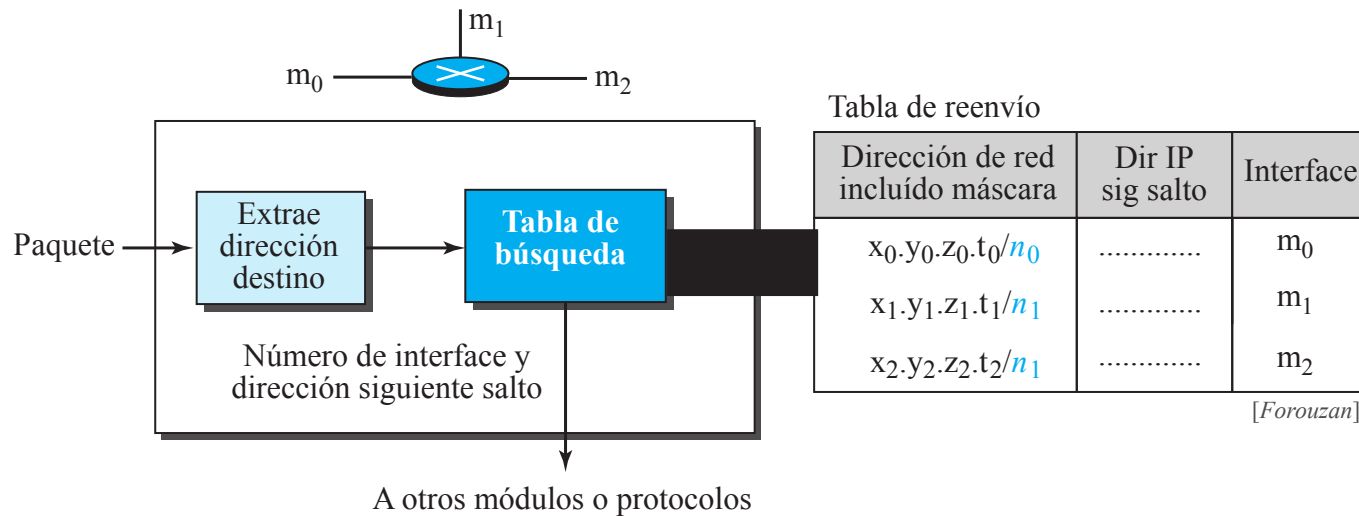 m₁
m₀
m₂
Tabla de reenvío
Dirección de red
incluído máscara
Dir IP
sig salto
Interface
Paquete
Extrae
dirección
destino
Tabla de
búsqueda
x₀.y₀.z₀.t₀/n₀ ............. m₀
x₁.y₁.z₁.t₁/n₁ ............. m₁
x₂.y₂.z₂.t₂/n₁ ............. m₂
Número de interface y
dirección siguiente salto
[Forouzan]
A otros módulos o protocolos